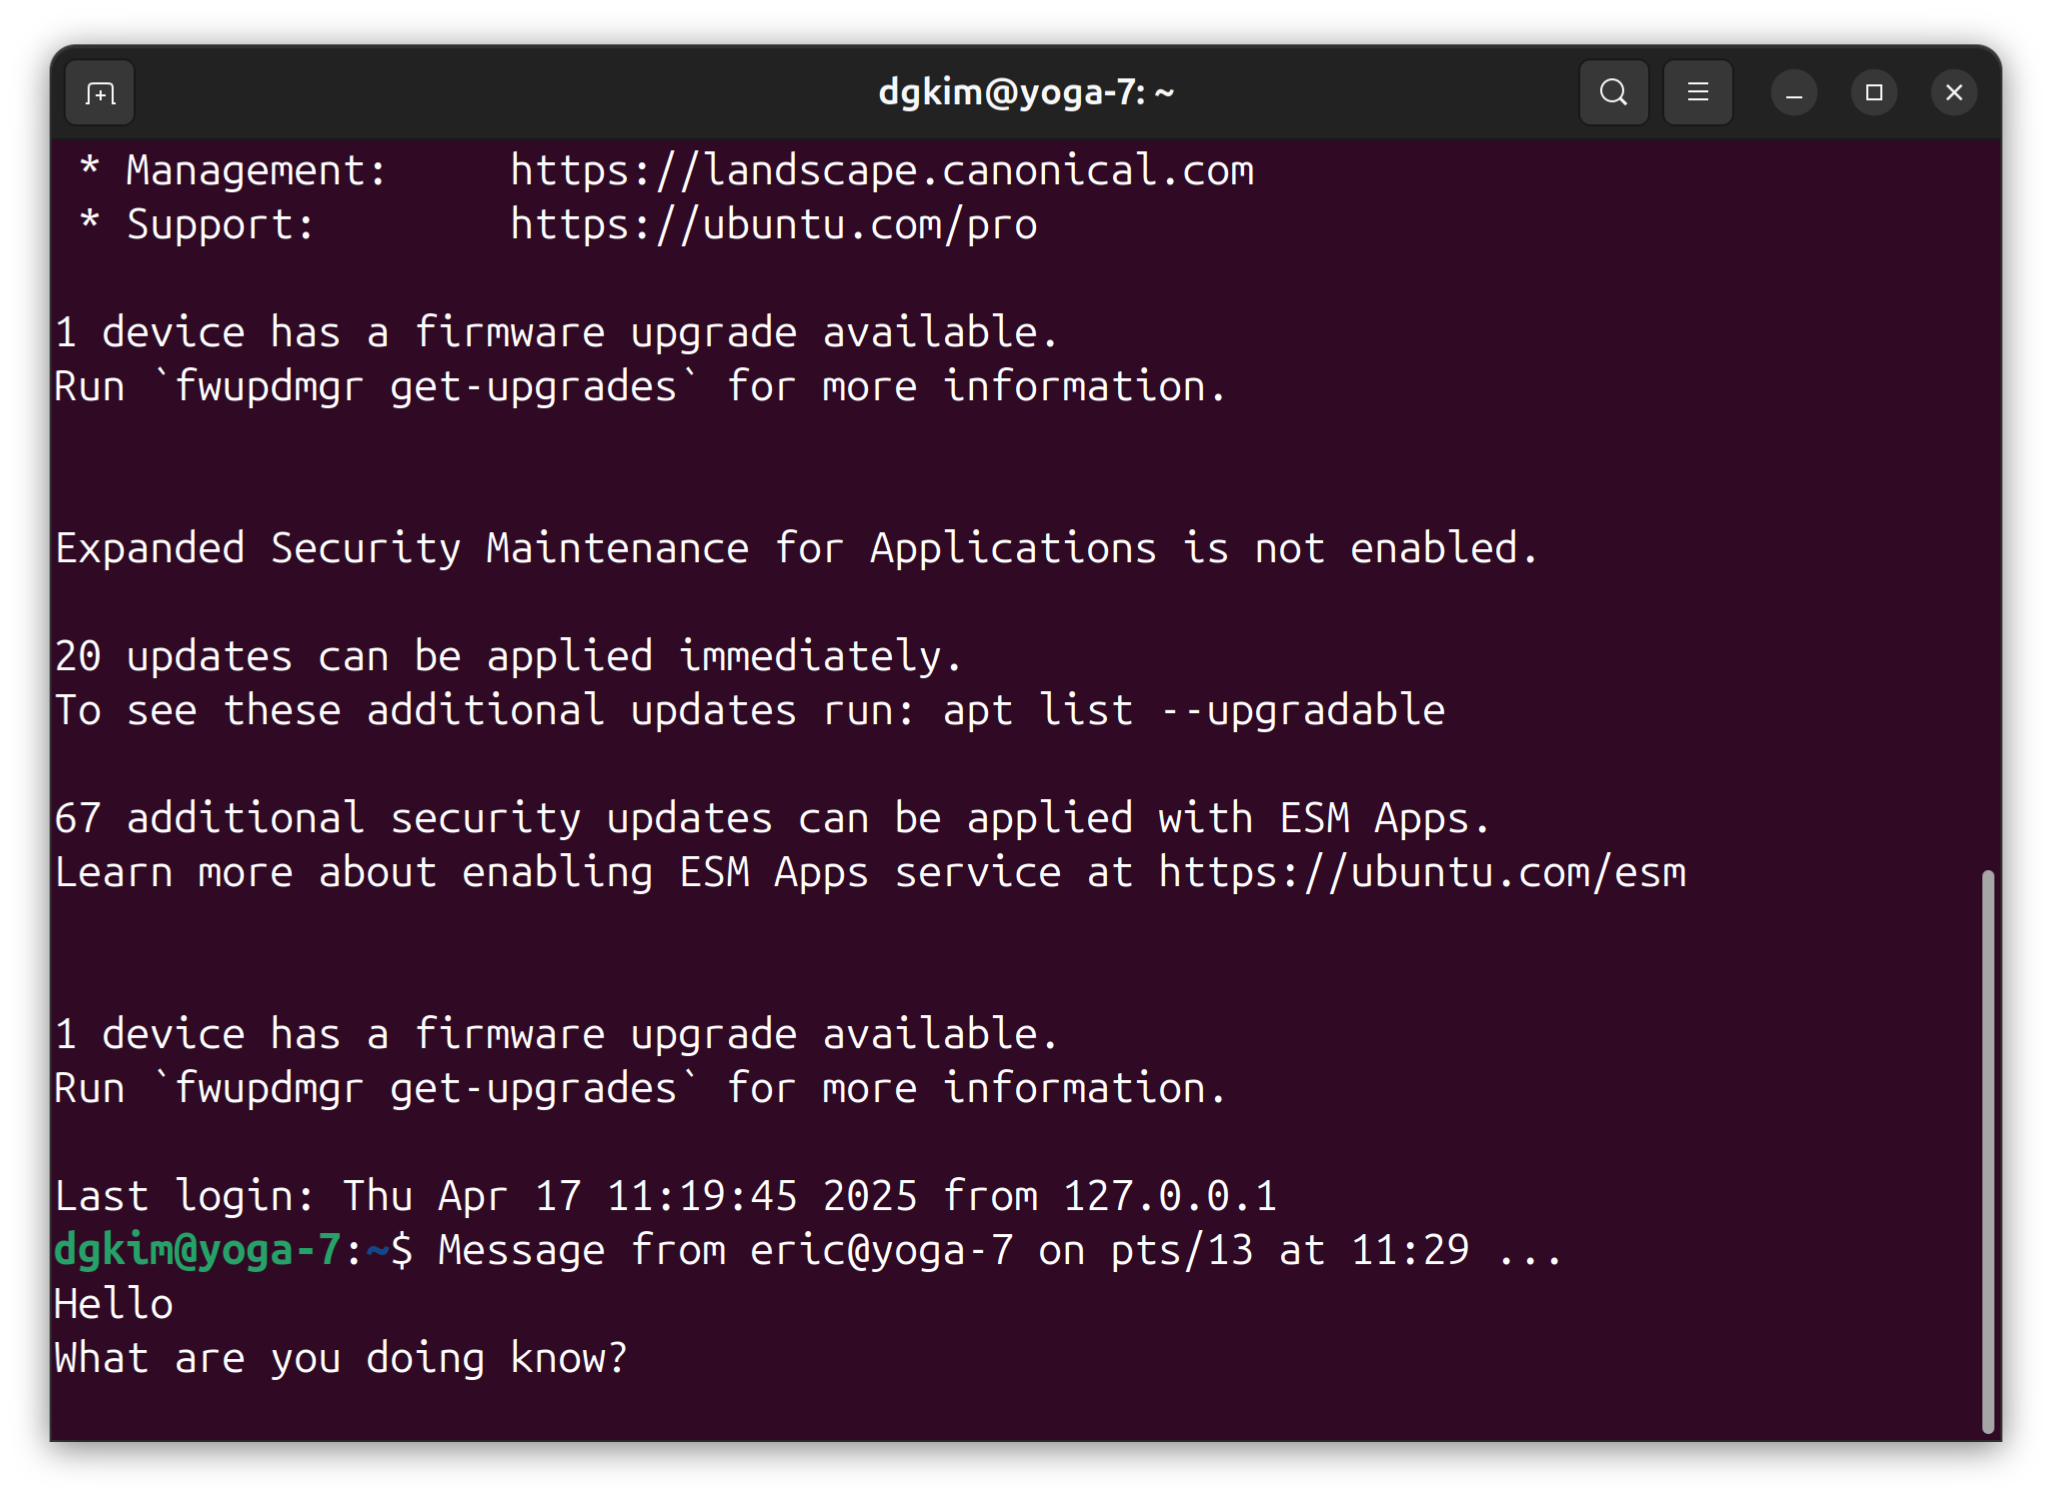 dgkim@yoga-7: ~
* Management:     https://landscape.canonical.com
* Support:        https://ubuntu.com/pro
1 device has a firmware upgrade available.
Run `fwupdmgr get-upgrades` for more information.
Expanded Security Maintenance for Applications is not enabled.
20 updates can be applied immediately.
To see these additional updates run: apt list --upgradable
67 additional security updates can be applied with ESM Apps.
Learn more about enabling ESM Apps service at https://ubuntu.com/esm
1 device has a firmware upgrade available.
Run `fwupdmgr get-upgrades` for more information.
Last login: Thu Apr 17 11:19:45 2025 from 127.0.0.1
dgkim@yoga-7:~$ Message from eric@yoga-7 on pts/13 at 11:29 ...
Hello
What are you doing know?